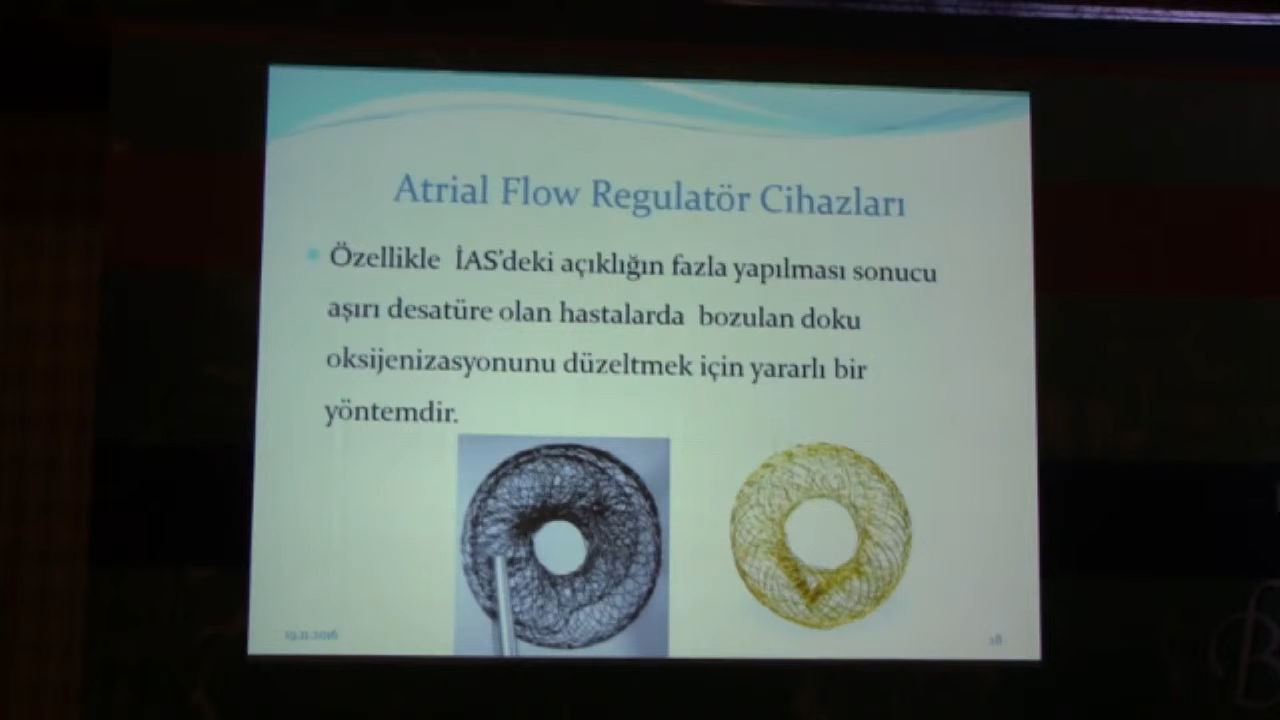 Atrial Flow Regulatör Cihazları
Özellikle İAS'deki açıklığın fazla yapılması sonucu
aşırı desatüre olan hastalarda bozulan doku
oksijenizasyonunu düzeltmek için yararlı bir
yöntemdir.
18